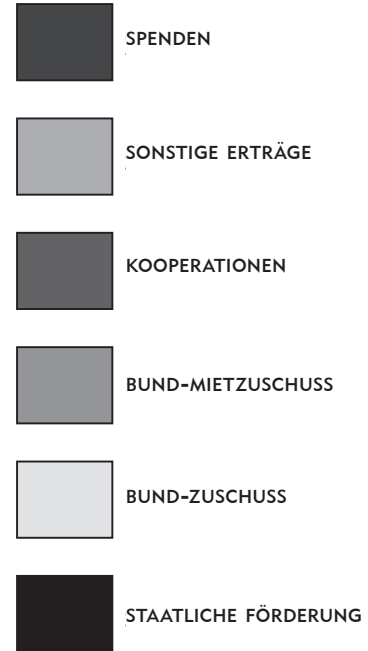 SPENDEN
SONSTIGE ERTRÄGE
KOOPERATIONEN
BUND-MIETZUSCHUSS
BUND-ZUSCHUSS
STAATLICHE FÖRDERUNG